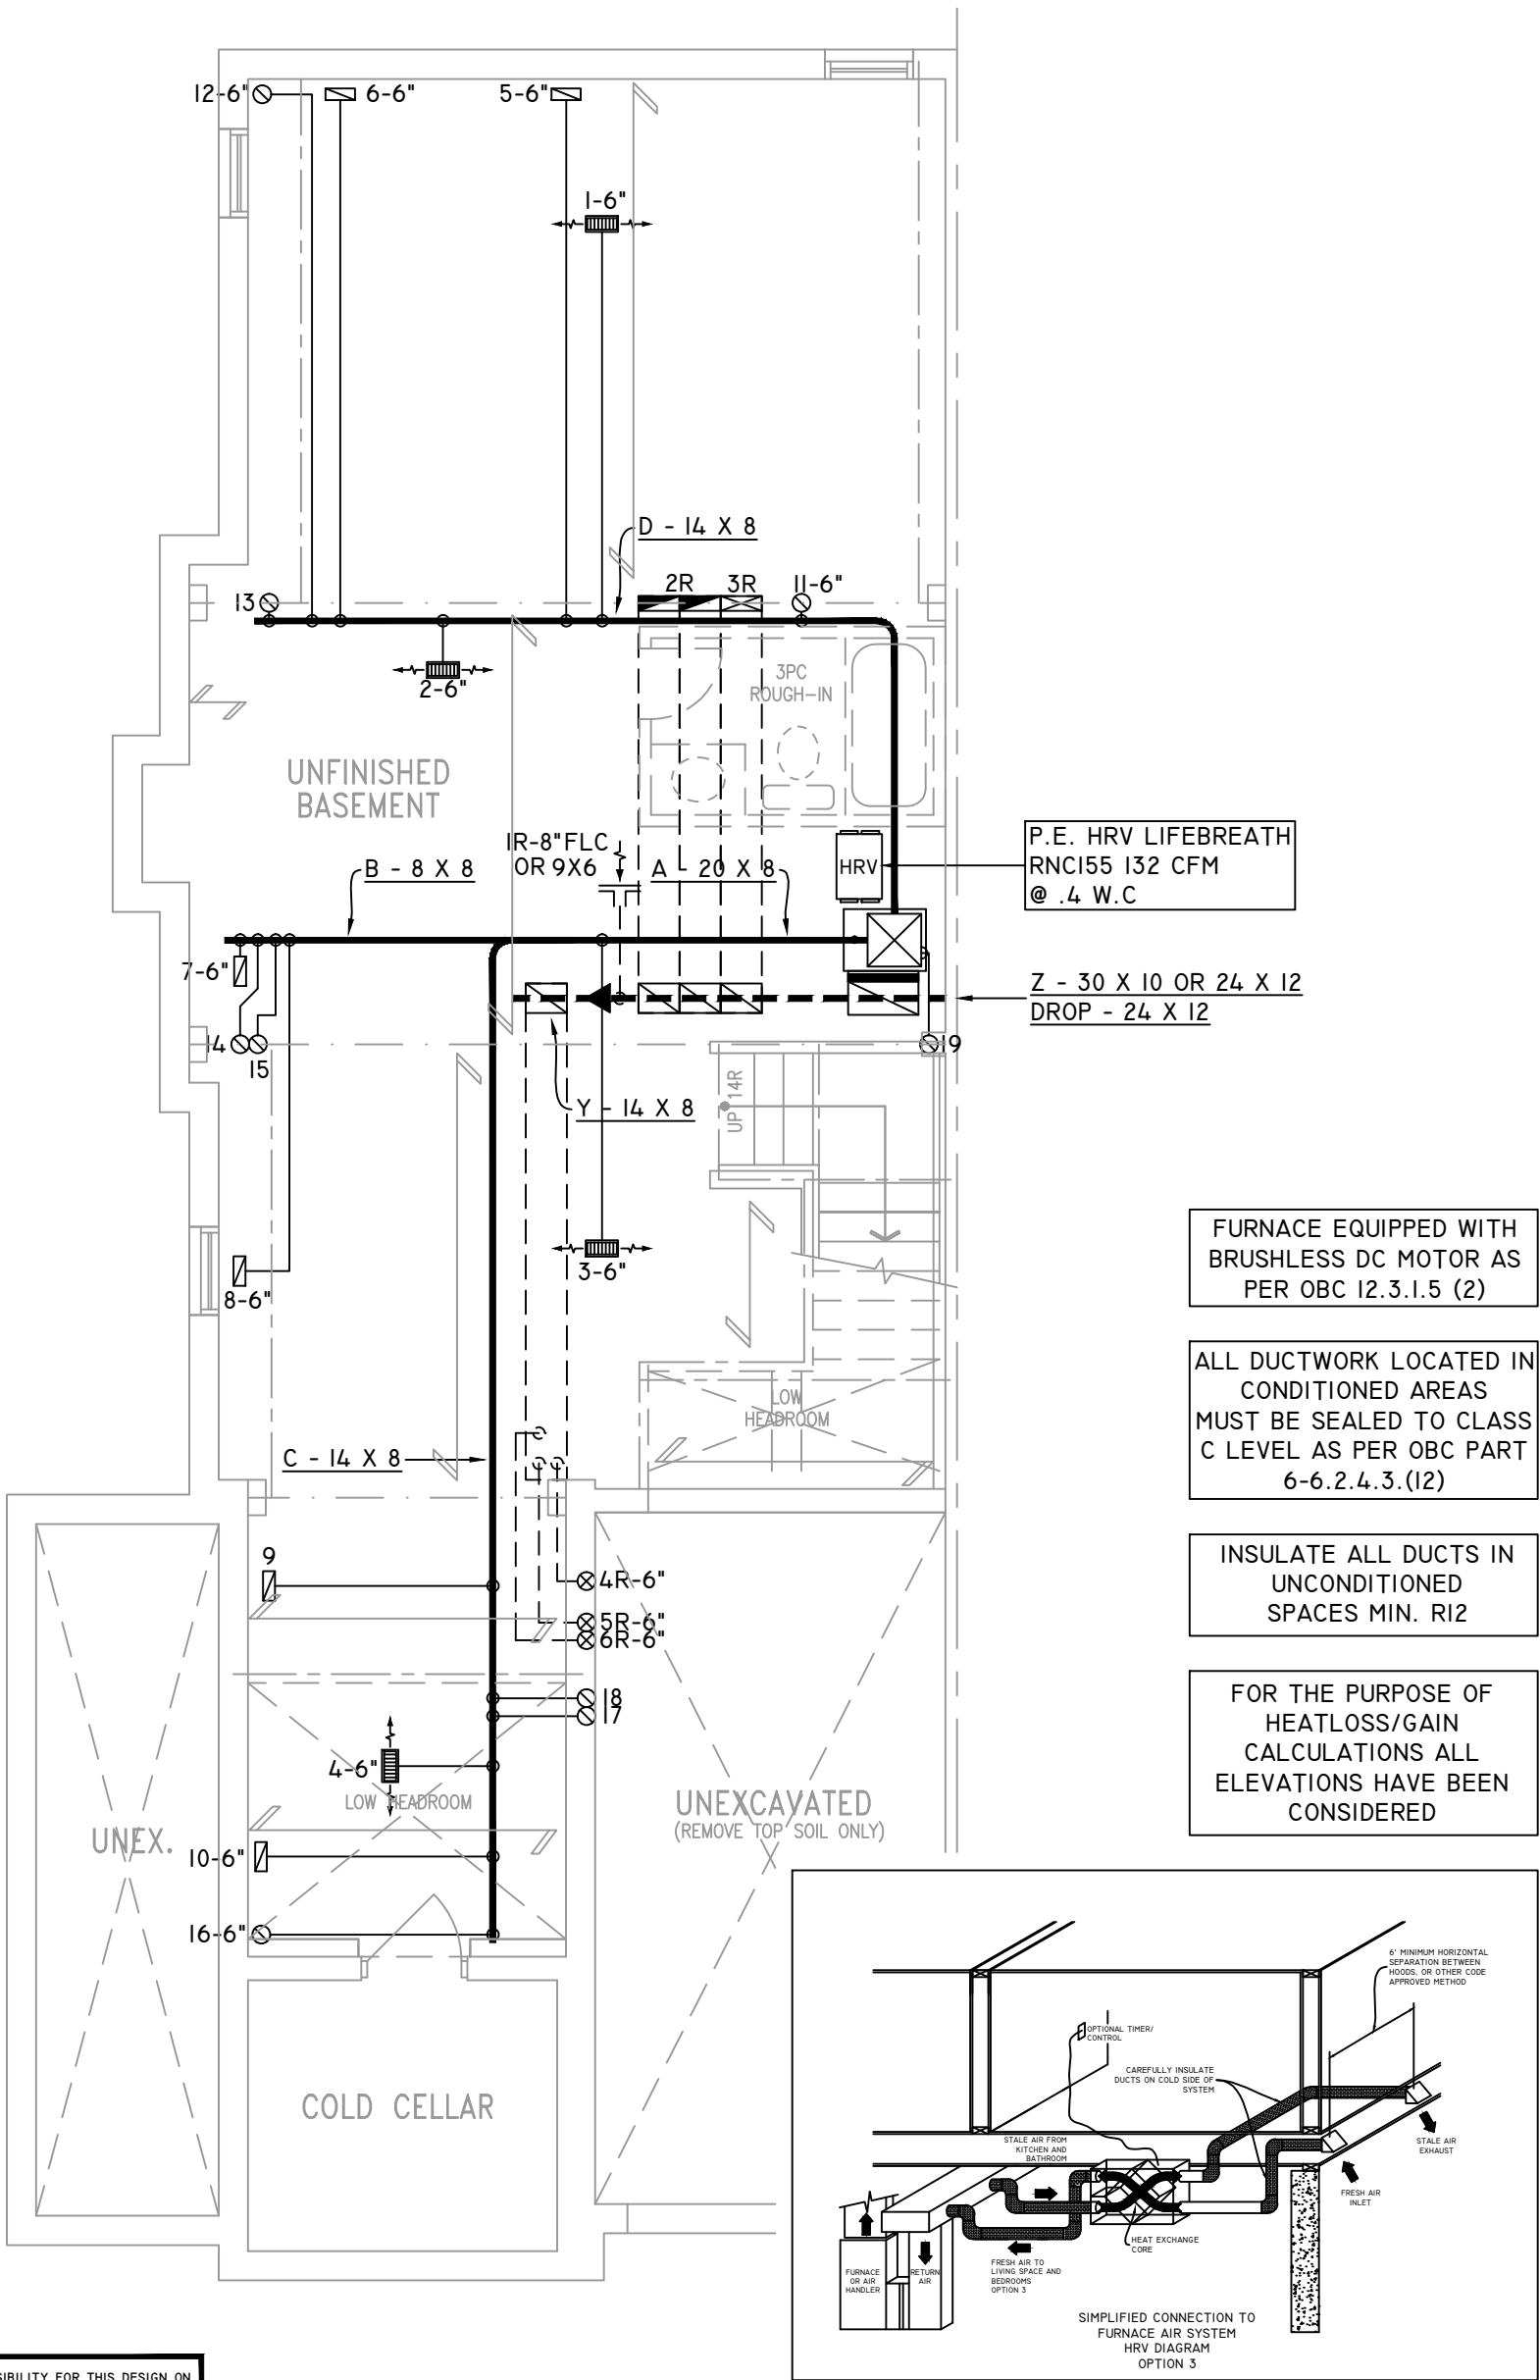 12-6"
6-6"
5-6"
1-6"
D - 14 X 8
13
2R
3R
11-6"
2-6"
3PC
ROUGH-IN
UNFINISHED
BASEMENT
1R-8"FLC
OR 9X6
B - 8 X 8
A - 20 X 8
HRV
P.E. HRV LIFEBREATH
RNC155 132 CFM
@ .4 W.C
7-6"
Z - 30 X 10 OR 24 X 12
DROP - 24 X 12
14
15
19
Y - 14 X 8
UP 14R
3-6"
8-6"
FURNACE EQUIPPED WITH
BRUSHLESS DC MOTOR AS
PER OBC 12.3.1.5 (2)
ALL DUCTWORK LOCATED IN
CONDITIONED AREAS
MUST BE SEALED TO CLASS
C LEVEL AS PER OBC PART
6-6.2.4.3.(12)
LOW
HEADROOM
C - 14 X 8
INSULATE ALL DUCTS IN
UNCONDITIONED
SPACES MIN. R12
9
4R-6"
5R-6"
6R-6"
18
17
FOR THE PURPOSE OF
HEATLOSS/GAIN
CALCULATIONS ALL
ELEVATIONS HAVE BEEN
CONSIDERED
4-6"
LOW HEADROOM
UNEXCAVATED
(REMOVE TOP SOIL ONLY)
UNEX.
10-6"
16-6"
COLD CELLAR
6' MINIMUM HORIZONTAL
SEPARATION BETWEEN
HOODS, OR OTHER CODE
APPROVED METHOD
OPTIONAL TIMER/
CONTROL
CAREFULLY INSULATE
DUCTS ON COLD SIDE OF
SYSTEM
STALE AIR FROM
KITCHEN AND
BATHROOM
STALE AIR
EXHAUST
FRESH AIR
INLET
HEAT EXCHANGE
CORE
FURNACE
OR AIR
HANDLER
RETURN
AIR
FRESH AIR TO
LIVING SPACE AND
BEDROOMS
OPTION 3
SIMPLIFIED CONNECTION TO
FURNACE AIR SYSTEM
HRV DIAGRAM
OPTION 3
FOR THIS DESIGN ON